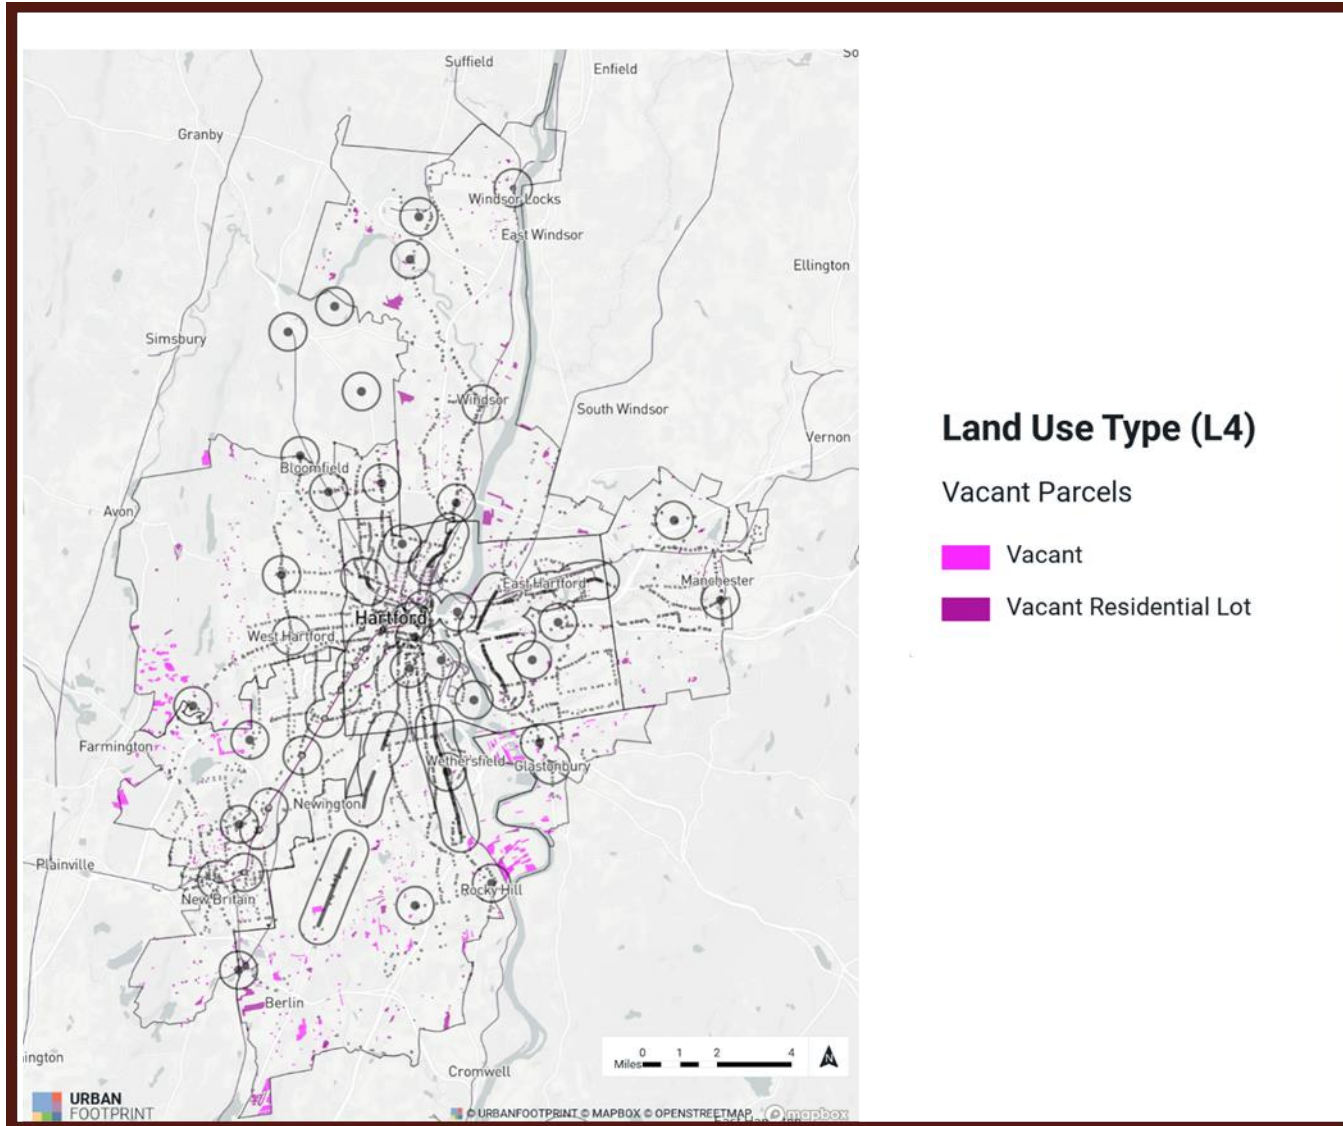 So
Suffield
Enfield
Granby
Windsor Locks
East Windsor
Ellington
Simsbury
Windsor
South Windsor
Vernon
Bloomfield
Avon
East Hartford
Manchester
Hartford
West Hartford
Farmington
Wethersfield
Glastonbury
Newington
Plainville
Rocky Hill
New Britain
Berlin
ington
Cromwell
Miles 0 1 2 4
N
URBAN
FOOTPRINT
© URBANFOOTPRINT © MAPBOX © OPENSTREETMAP
mapbox
Land Use Type (L4)
Vacant Parcels
Vacant
Vacant Residential Lot